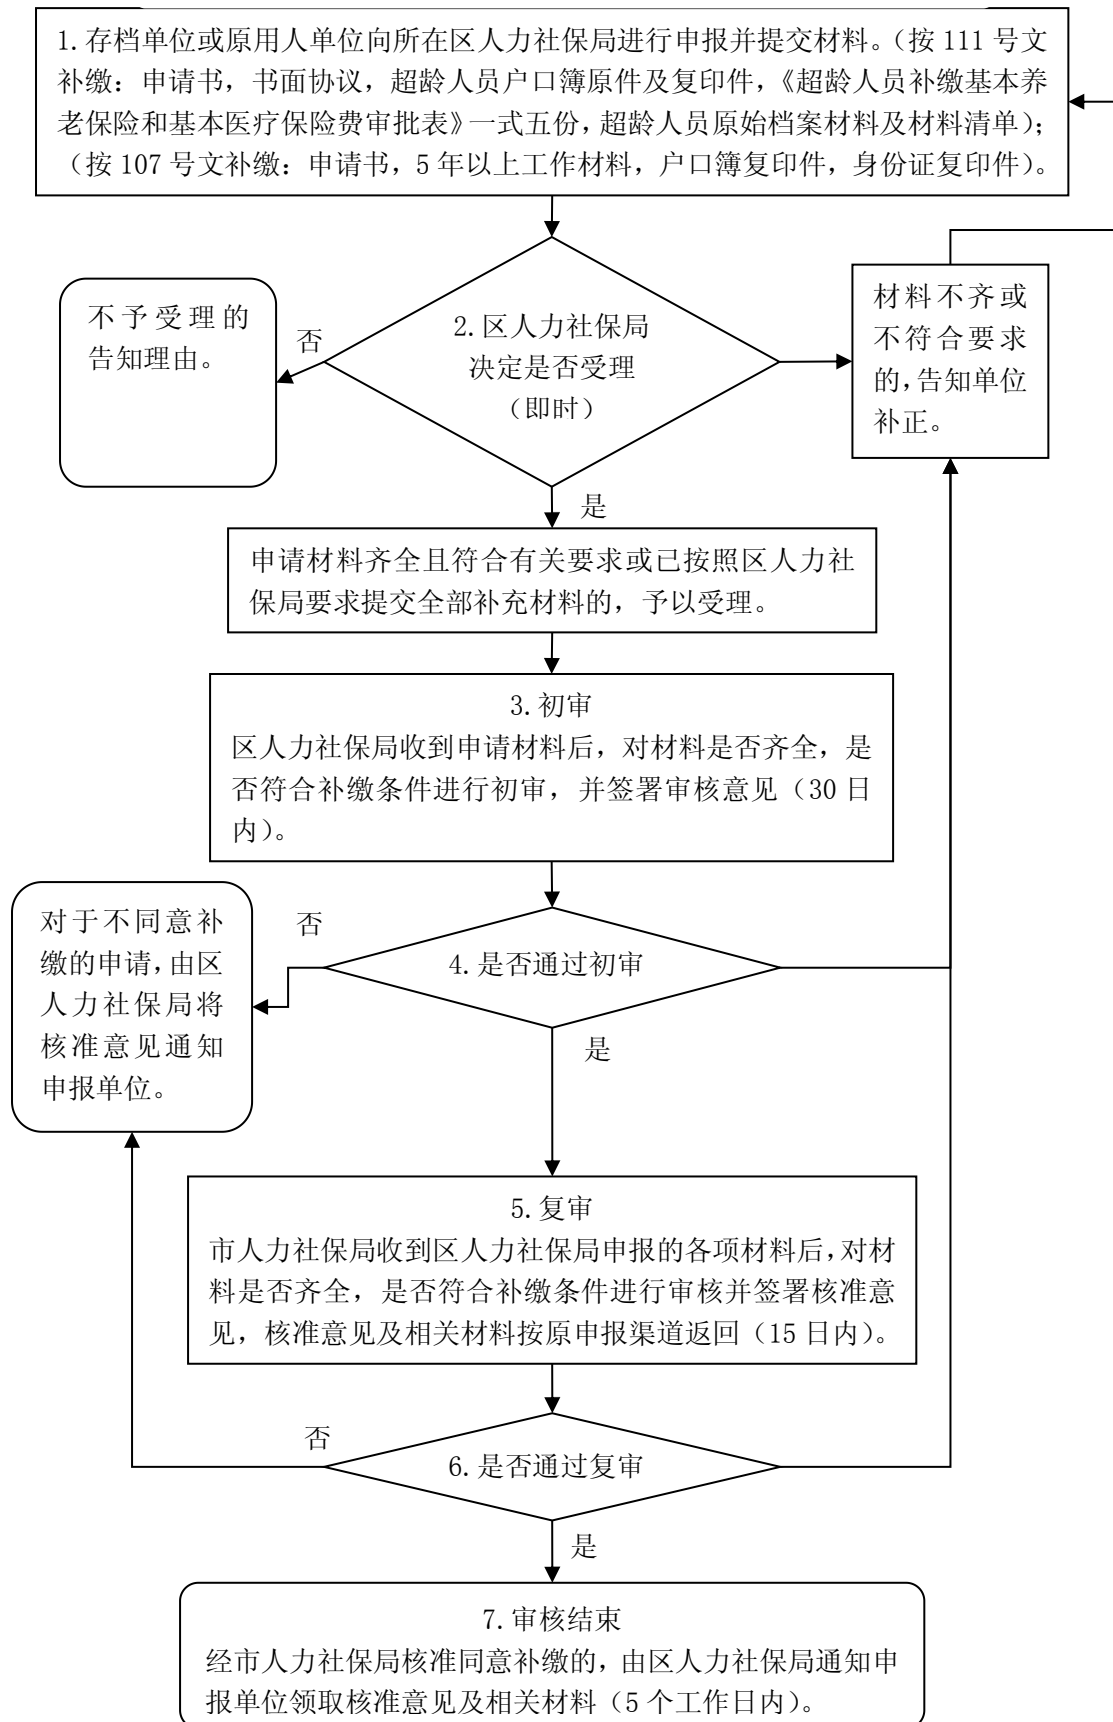 1.存档单位或原用人单位向所在区人力社保局进行申报并提交材料。（按 111 号文
补缴：申请书，书面协议，超龄人员户口簿原件及复印件，《超龄人员补缴基本养
老保险和基本医疗保险费审批表》一式五份，超龄人员原始档案材料及材料清单）；
（按 107 号文补缴：申请书，5 年以上工作材料，户口簿复印件，身份证复印件）。
不予受理的
告知理由。
否
2.区人力社保局
决定是否受理
（即时）
材料不齐或
不符合要求
的，告知单位
补正。
是
申请材料齐全且符合有关要求或已按照区人力社
保局要求提交全部补充材料的，予以受理。
3.初审
区人力社保局收到申请材料后，对材料是否齐全，是
否符合补缴条件进行初审，并签署审核意见（30 日
内）。
对于不同意补
缴的申请，由区
人力社保局将
核准意见通知
申报单位。
否
4.是否通过初审
是
5.复审
市人力社保局收到区人力社保局申报的各项材料后，对材
料是否齐全，是否符合补缴条件进行审核并签署核准意
见，核准意见及相关材料按原申报渠道返回（15 日内）。
否
6.是否通过复审
是
7.审核结束
经市人力社保局核准同意补缴的，由区人力社保局通知申
报单位领取核准意见及相关材料（5 个工作日内）。